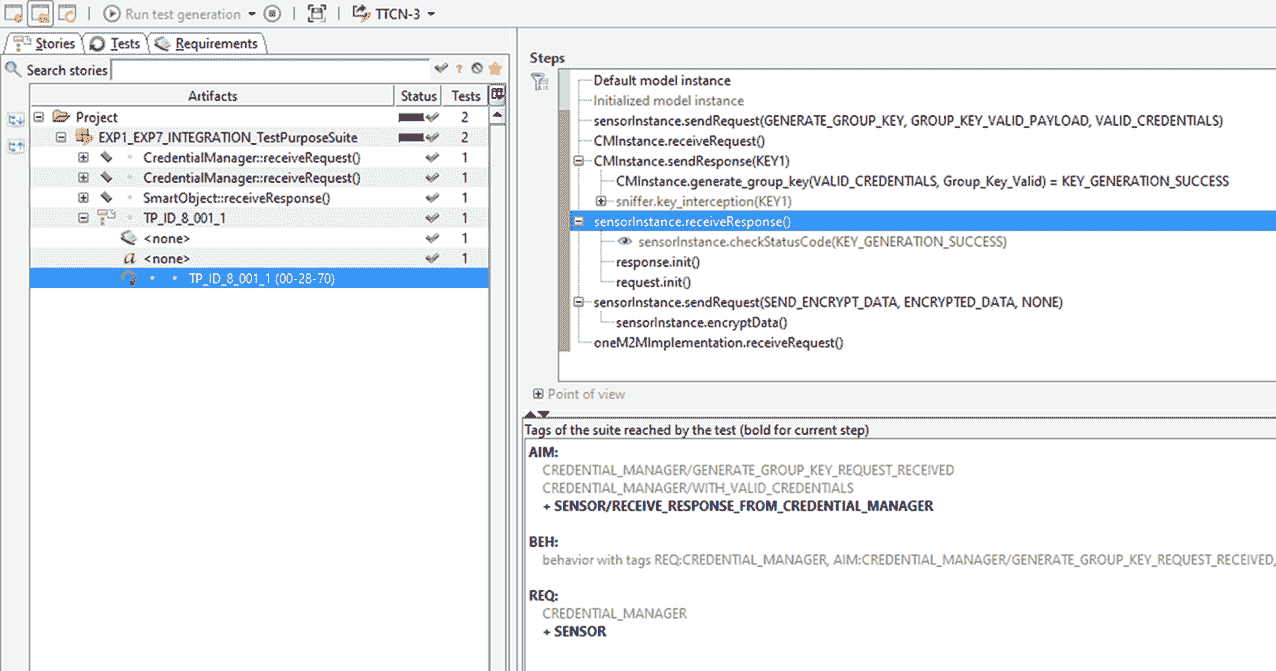 Run test generation TTCN-3
Stories Tests Requirements
Search stories
Artifacts Status Tests
Project 2
EXP1_EXP7_INTEGRATION_TestPurposeSuite 2
CredentialManager::receiveRequest() 1
CredentialManager::receiveRequest() 1
SmartObject::receiveResponse() 1
TP_ID_8_001_1 1
<none> 1
<none> 1
TP_ID_8_001_1 (00-28-70)
Steps
Default model instance
Initialized model instance
sensorInstance.sendRequest(GENERATE_GROUP_KEY, GROUP_KEY_VALID_PAYLOAD, VALID_CREDENTIALS)
CMInstance.receiveRequest()
CMInstance.sendResponse(KEY1)
CMInstance.generate_group_key(VALID_CREDENTIALS, Group_Key_Valid) = KEY_GENERATION_SUCCESS
sniffer.key_interception(KEY1)
sensorInstance.receiveResponse()
sensorInstance.checkStatusCode(KEY_GENERATION_SUCCESS)
response.init()
request.init()
sensorInstance.sendRequest(SEND_ENCRYPT_DATA, ENCRYPTED_DATA, NONE)
sensorInstance.encryptData()
oneM2MImplementation.receiveRequest()
Point of view
Tags of the suite reached by the test (bold for current step)
AIM:
CREDENTIAL_MANAGER/GENERATE_GROUP_KEY_REQUEST_RECEIVED
CREDENTIAL_MANAGER/WITH_VALID_CREDENTIALS
+ SENSOR/RECEIVE_RESPONSE_FROM_CREDENTIAL_MANAGER
BEH:
behavior with tags REQ:CREDENTIAL_MANAGER, AIM:CREDENTIAL_MANAGER/GENERATE_GROUP_KEY_REQUEST_RECEIVED,
REQ:
CREDENTIAL_MANAGER
+ SENSOR